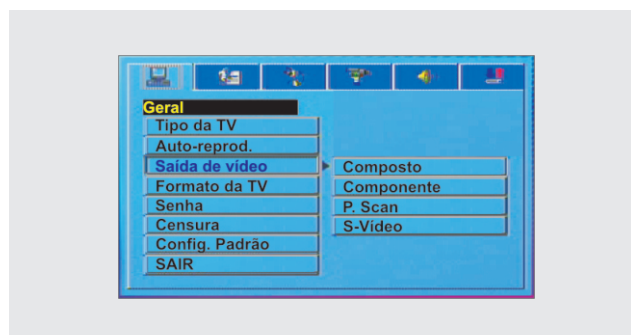 Geral
Tipo da TV
Auto-reprod.
Saída de vídeo
Composto
Formato da TV
Componente
Senha
P. Scan
Censura
S-Video
Config. Padrão
SAIR